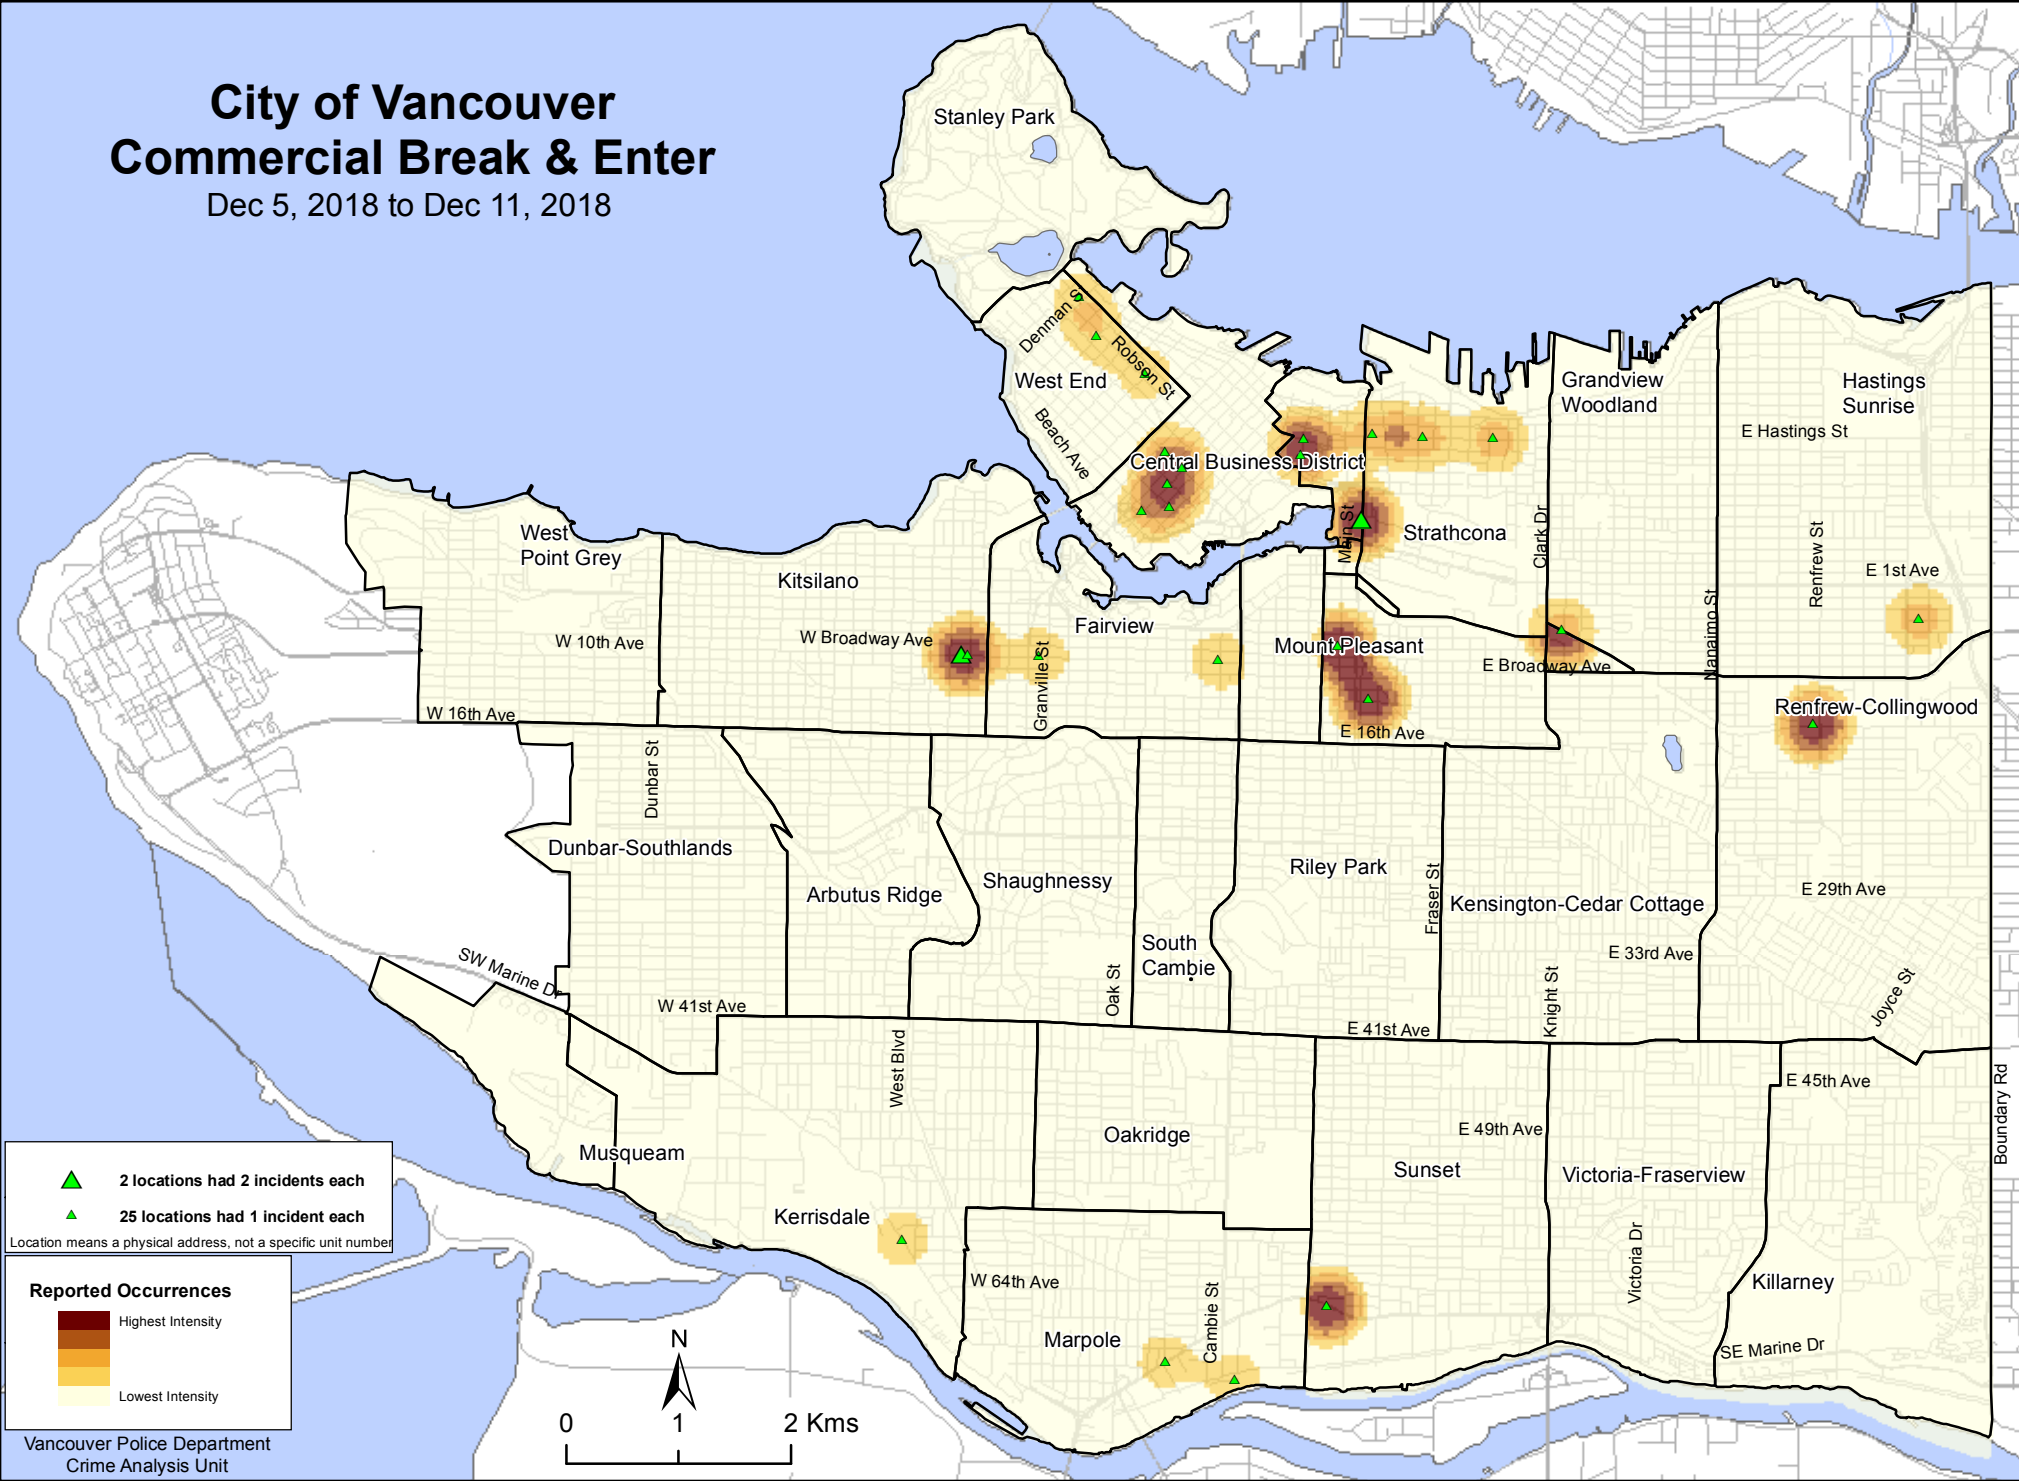 City of Vancouver
Commercial Break & Enter
Dec 5, 2018 to Dec 11, 2018
Stanley Park
Denman St
Robson St
West End
Beach Ave
Central Business District
Grandview
Woodland
Hastings
Sunrise
E Hastings St
Main St
Strathcona
Clark Dr
Renfrew St
E 1st Ave
Nanaimo St
West
Point Grey
Kitsilano
W 10th Ave
W Broadway Ave
Fairview
Granville St
Mount Pleasant
E Broadway Ave
W 16th Ave
E 16th Ave
Renfrew-Collingwood
Dunbar St
Dunbar-Southlands
Arbutus Ridge
Shaughnessy
Riley Park
Fraser St
Kensington-Cedar Cottage
E 29th Ave
South
Cambie
E 33rd Ave
SW Marine Dr
W 41st Ave
Oak St
Knight St
Joyce St
E 41st Ave
West Blvd
E 45th Ave
Boundary Rd
Oakridge
E 49th Ave
Musqueam
Sunset
Victoria-Fraserview
Kerrisdale
Victoria Dr
W 64th Ave
Cambie St
Killarney
Marpole
SE Marine Dr
2 locations had 2 incidents each
25 locations had 1 incident each
Location means a physical address, not a specific unit number
Reported Occurrences
Highest Intensity
Lowest Intensity
N
0 1 2 Kms
Vancouver Police Department
Crime Analysis Unit